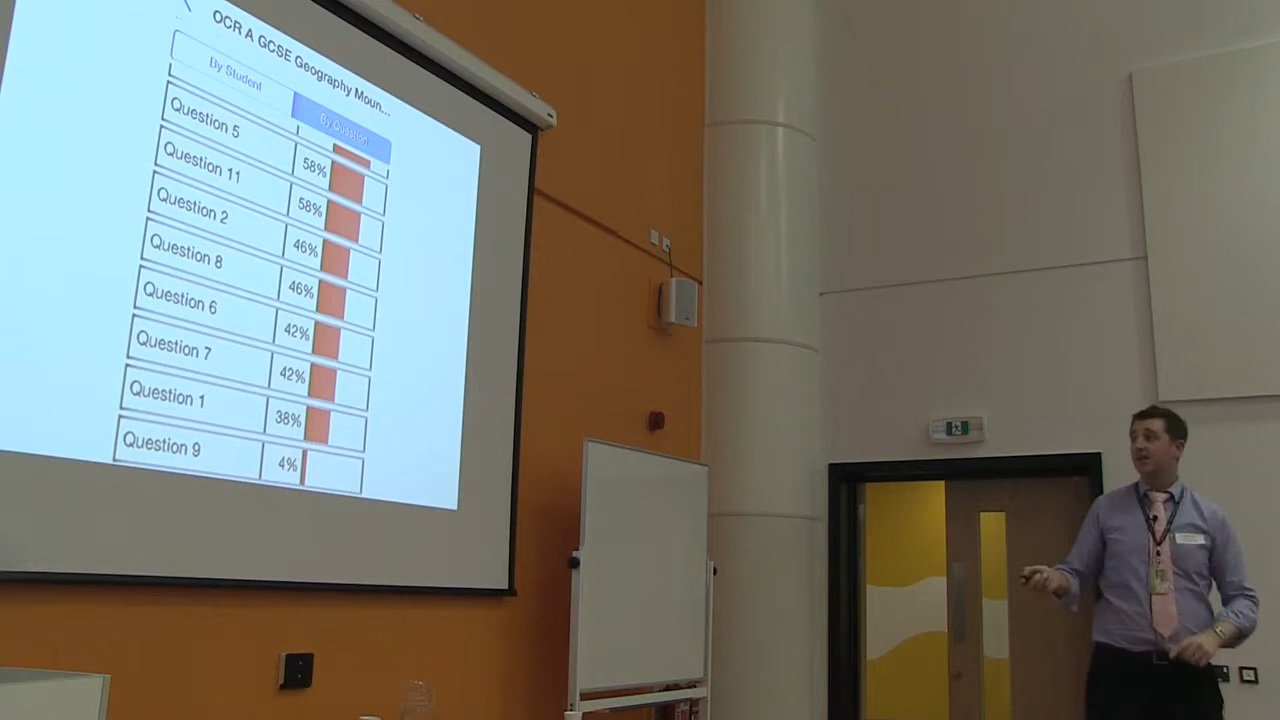 OCR A GCSE Geography Moun...
By Student
By Question
Question 5 58%
Question 11 58%
Question 2 46%
Question 8 46%
Question 6 42%
Question 7 42%
Question 1 38%
Question 9 4%